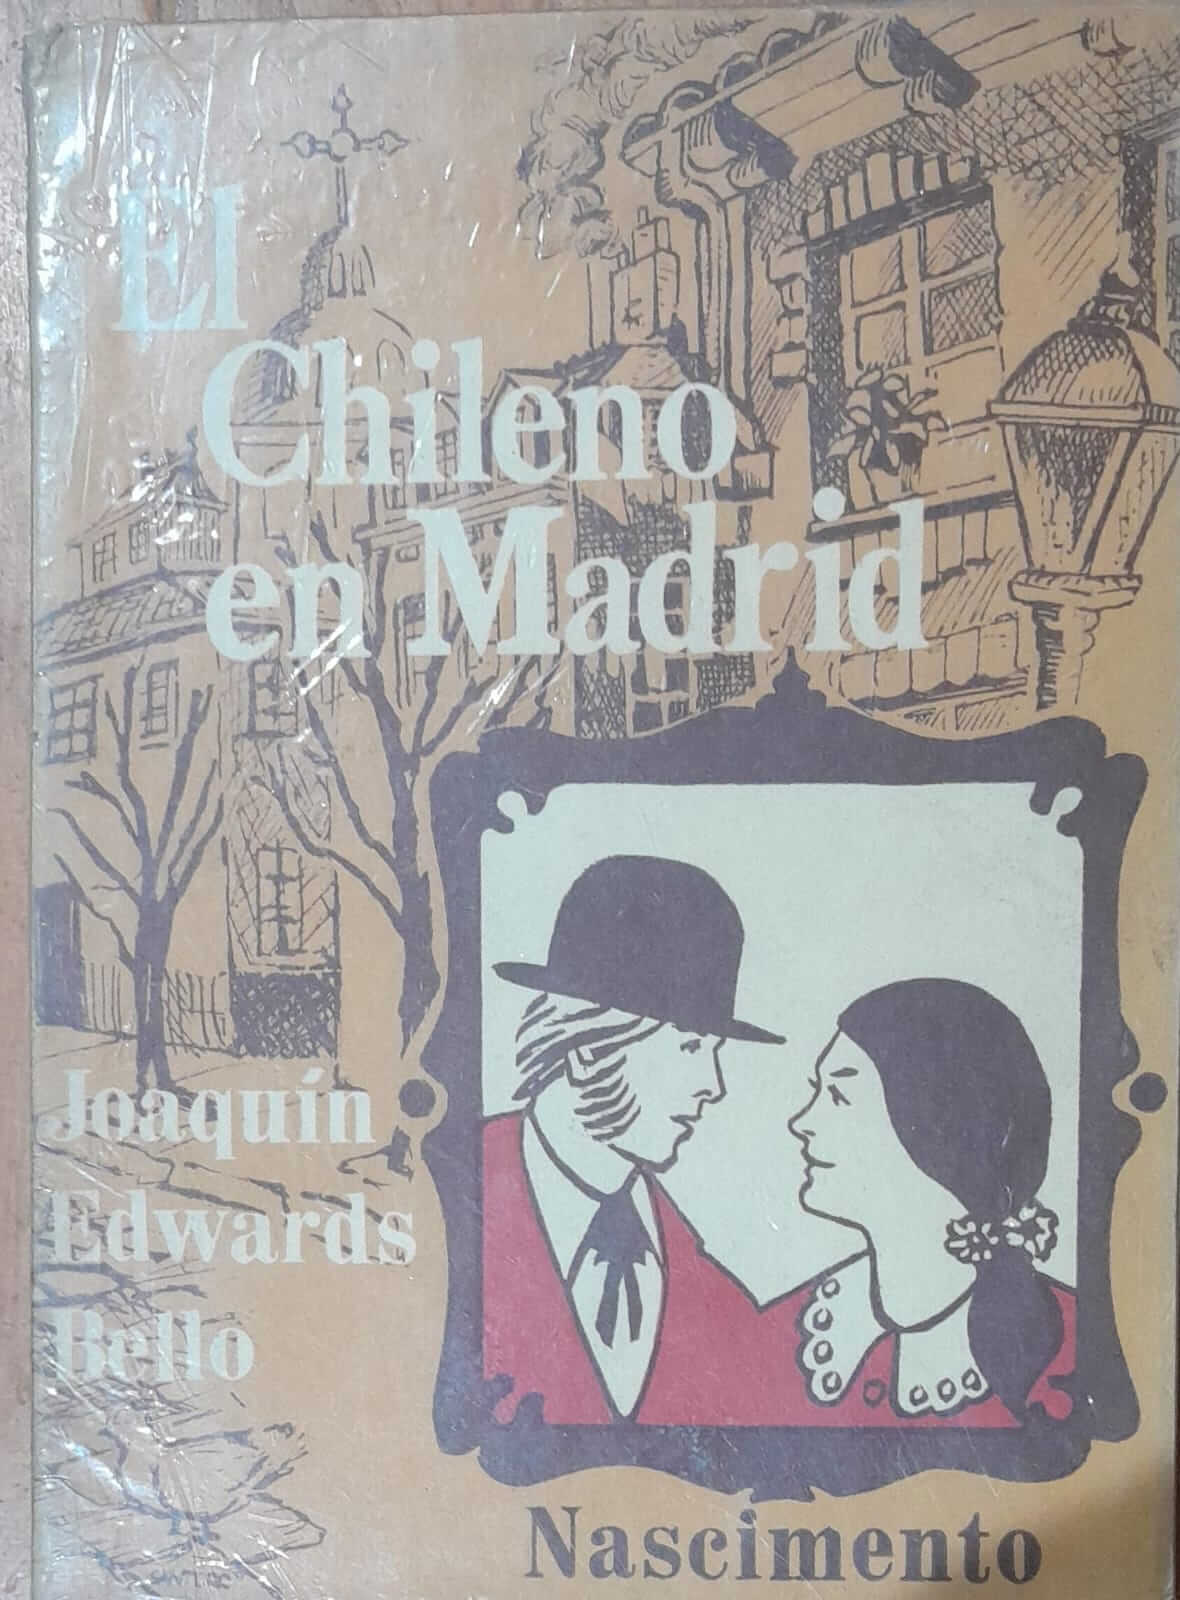 El
Chileno
en Madrid
Joaquín
Edwards
Bello
Nascimento